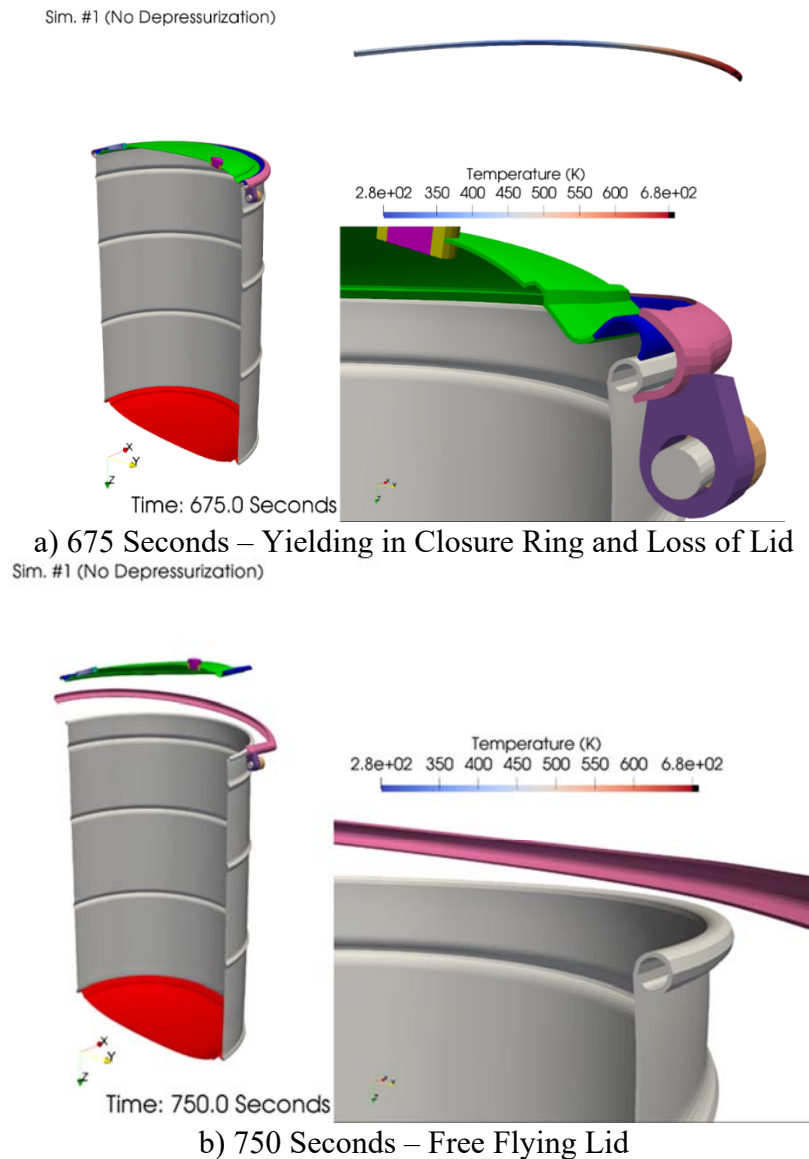 Sim. #1 (No Depressurization)
Temperature (K)
2.8e+02 350 400 450 500 550 600 6.8e+02
X
Y
Z
Time: 675.0 Seconds
a) 675 Seconds – Yielding in Closure Ring and Loss of Lid
Sim. #1 (No Depressurization)
Temperature (K)
2.8e+02 350 400 450 500 550 600 6.8e+02
X
Y
Z
Time: 750.0 Seconds
b) 750 Seconds – Free Flying Lid